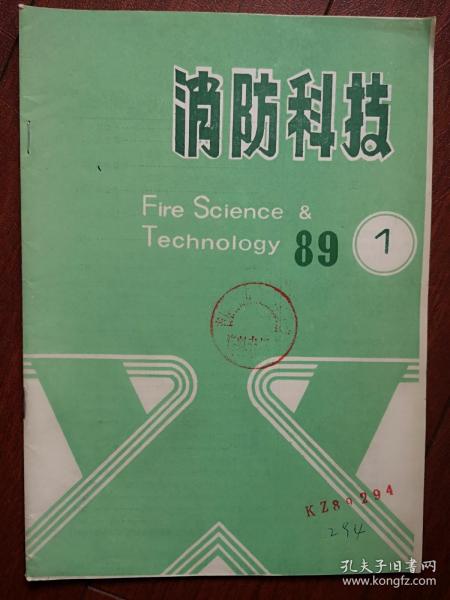 消防科技
Fire Science &
Technology 89 1
KZ89294
294
孔夫子旧书网
www.kongfz.com